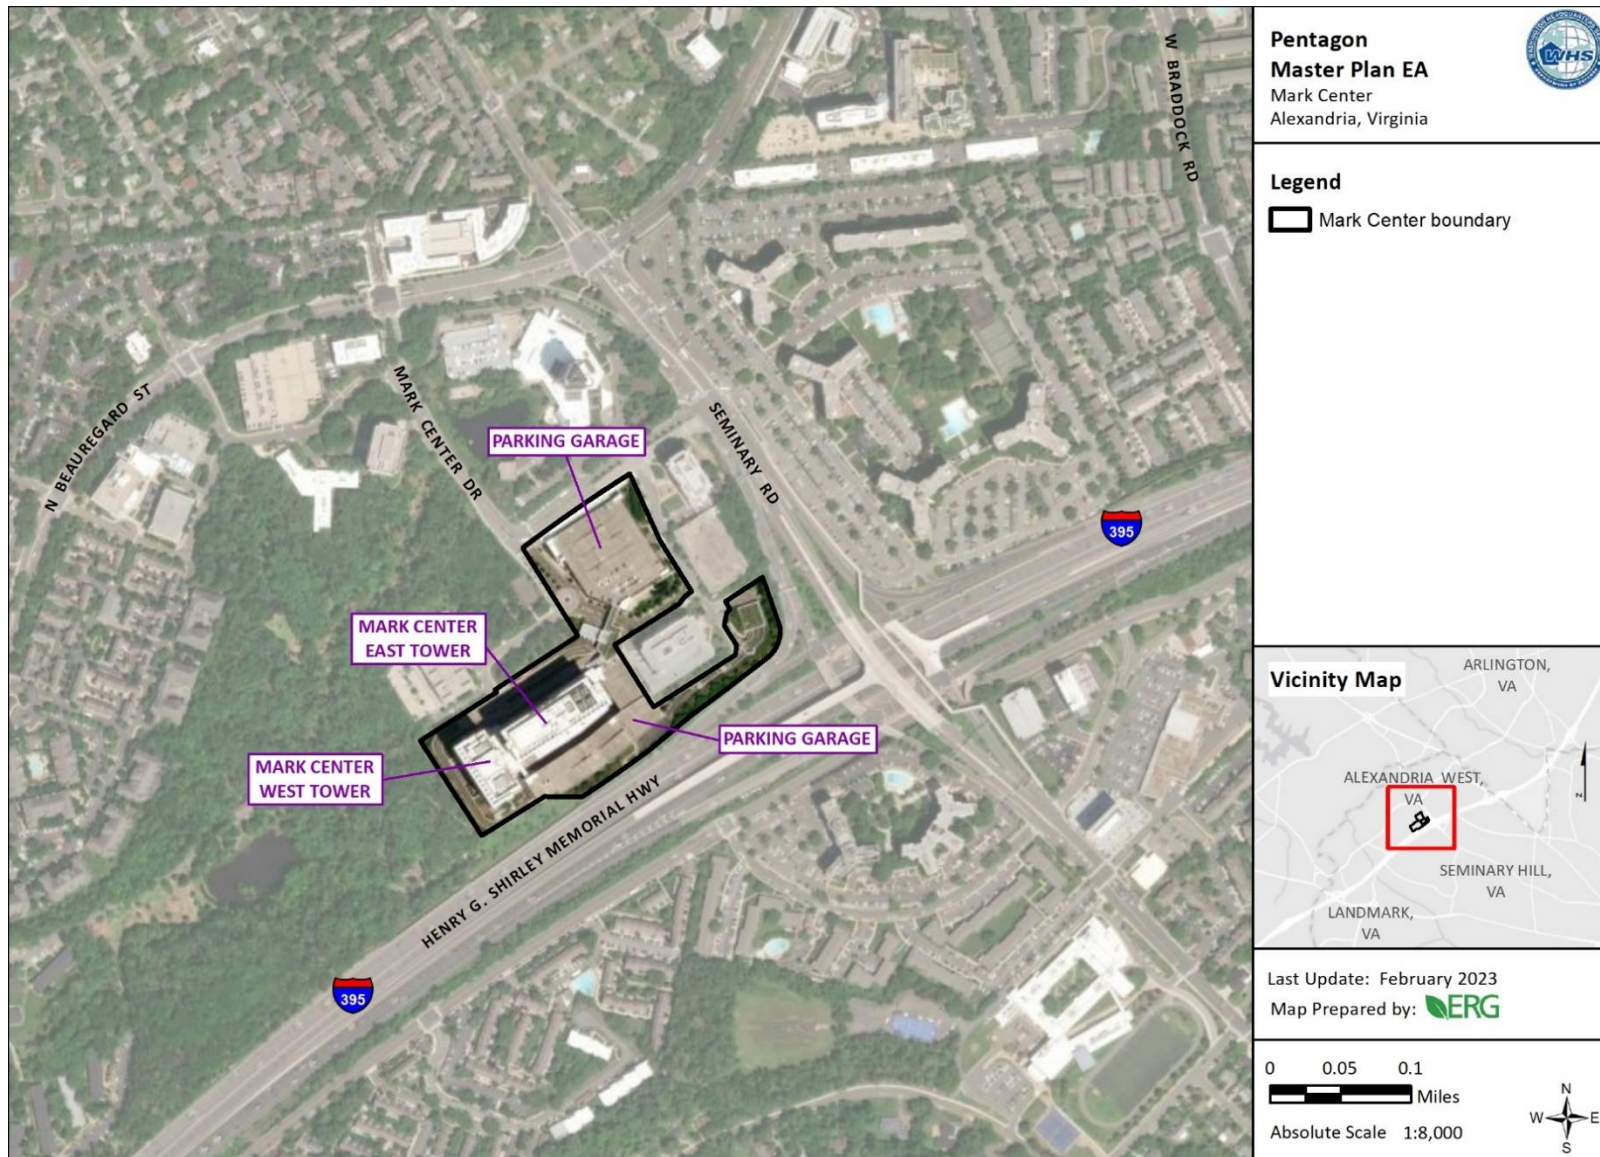 W BRADDOCK RD
N BEAUREGARD ST
MARK CENTER DR
SEMINARY RD
PARKING GARAGE
395
MARK CENTER
EAST TOWER
MARK CENTER
WEST TOWER
PARKING GARAGE
HENRY G. SHIRLEY MEMORIAL HWY
395
Pentagon
Master Plan EA
Mark Center
Alexandria, Virginia
WHS
Legend
Mark Center boundary
Vicinity Map
ARLINGTON,
VA
ALEXANDRIA WEST,
VA
N
SEMINARY HILL,
VA
LANDMARK,
VA
Last Update: February 2023
Map Prepared by: ERG
0 0.05 0.1
Miles
Absolute Scale 1:8,000
N
W E
S